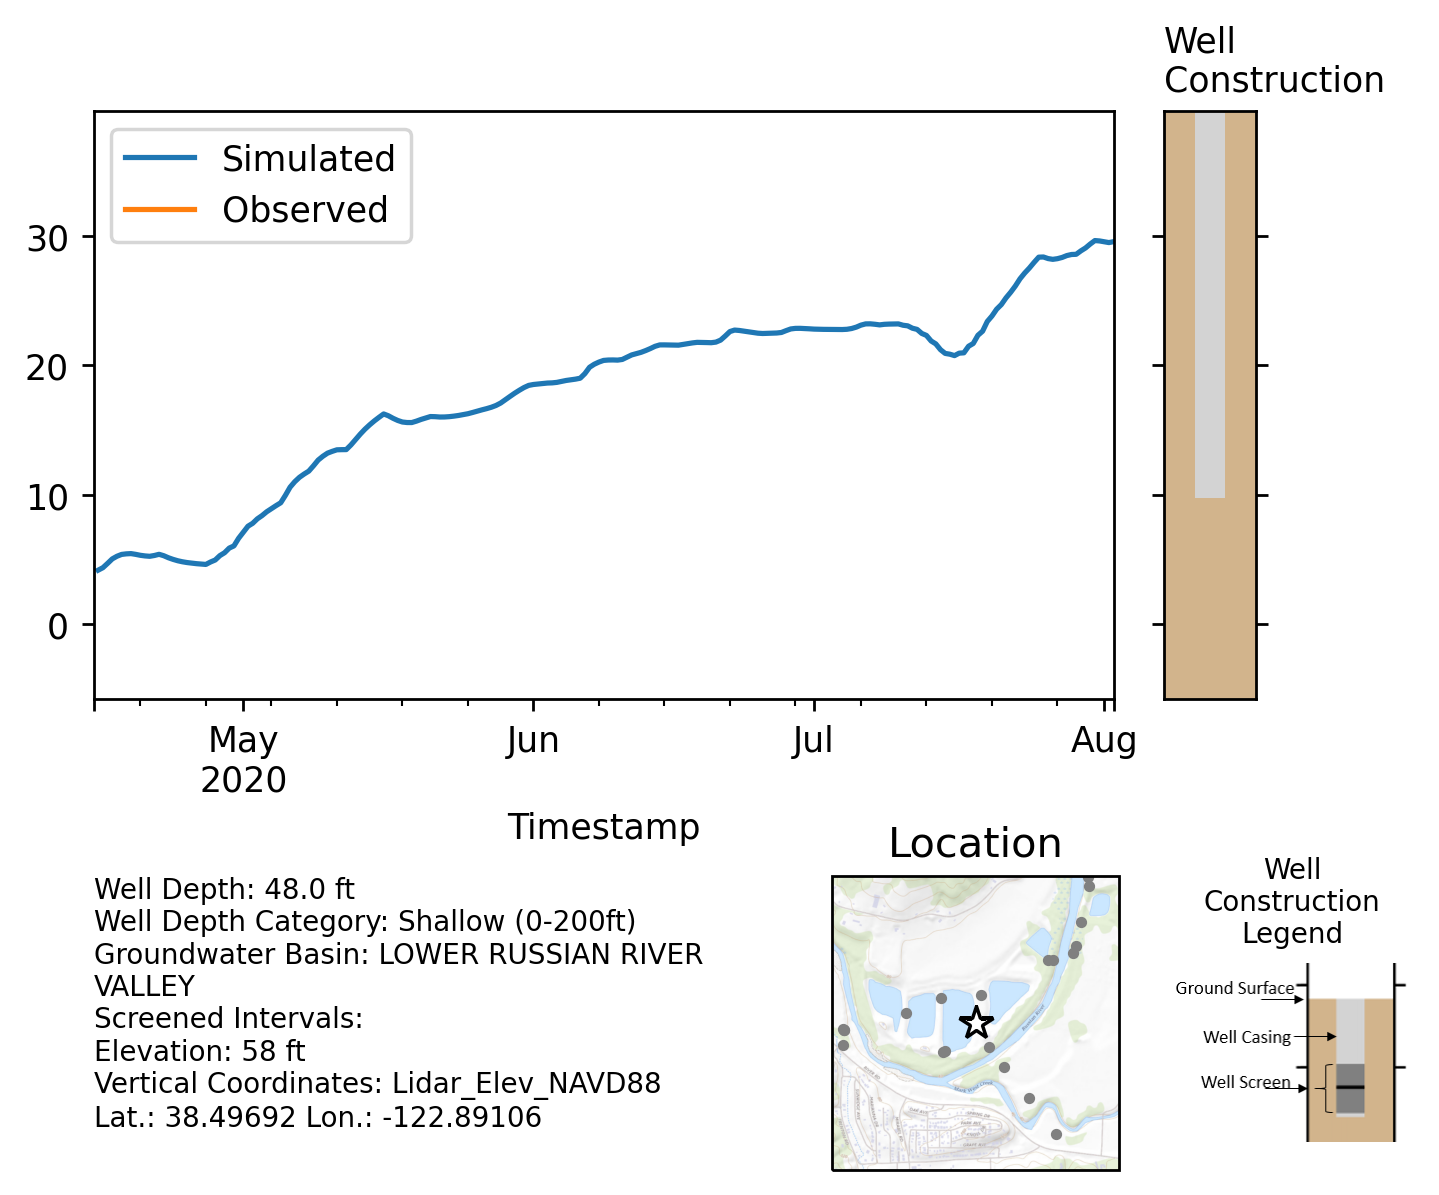 Well
Construction
Simulated
Observed
30
20
10
0
May
2020
Jun
Jul
Aug
Timestamp
Well Depth: 48.0 ft
Well Depth Category: Shallow (0-200ft)
Groundwater Basin: LOWER RUSSIAN RIVER
VALLEY
Screened Intervals:
Elevation: 58 ft
Vertical Coordinates: Lidar_Elev_NAVD88
Lat.: 38.49692 Lon.: -122.89106
Location
Well
Construction
Legend
Ground Surface
Well Casing
Well Screen